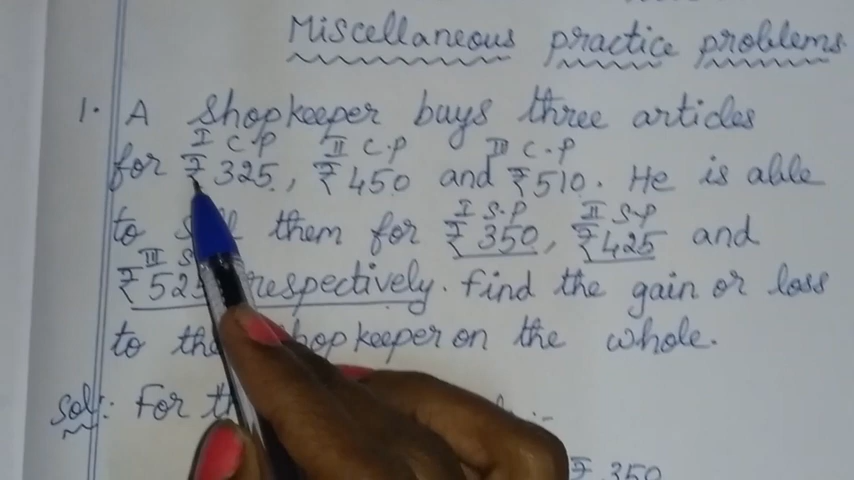 Miscellaneous practice problems.
1. A shopkeeper buys three articles
I C.P II C.P III C.P
for ₹ 325, ₹ 450 and ₹ 510. He is able
I S.P II S.P
to them for ₹ 350, ₹ 425 and
III S
₹ 525 respectively. Find the gain or loss
to the shopkeeper on the whole.
Sol: For
₹ 350